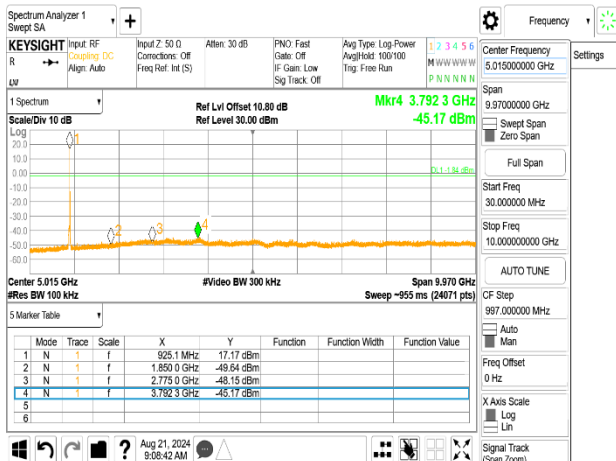 Spectrum Analyzer 1
Swept SA
+
Frequency
KEYSIGHT
R
Input: RF
Coupling: DC
Align: Auto
Input Z: 50 Ω
Corrections: Off
Freq Ref: Int (S)
Atten: 30 dB
PNO: Fast
Gate: Off
IF Gain: Low
Sig Track: Off
Avg Type: Log-Power
Avg|Hold: 100/100
Trig: Free Run
1 2 3 4 5 6
M W W W W W
P N N N N N
1 Spectrum
Scale/Div 10 dB
Ref Lvl Offset 10.80 dB
Ref Level 30.00 dBm
Mkr4 3.792 3 GHz
-45.17 dBm
Log
20.0
10.0
0.00
-10.0
-20.0
-30.0
-40.0
-50.0
-60.0
1
2
3
4
DL1 -1.94 dBm
Center 5.015 GHz
#Res BW 100 kHz
#Video BW 300 kHz
Span 9.970 GHz
Sweep ~955 ms (24071 pts)
5 Marker Table
Mode Trace Scale X Y Function Function Width Function Value
1 N 1 f 925.1 MHz 17.17 dBm
2 N 1 f 1.850 0 GHz -49.64 dBm
3 N 1 f 2.775 0 GHz -48.15 dBm
4 N 1 f 3.792 3 GHz -45.17 dBm
5
6
?
Aug 21, 2024
9:08:42 AM
Center Frequency
5.015000000 GHz
Settings
Span
9.97000000 GHz
Swept Span
Zero Span
Full Span
Start Freq
30.000000 MHz
Stop Freq
10.000000000 GHz
AUTO TUNE
CF Step
997.000000 MHz
Auto
Man
Freq Offset
0 Hz
X Axis Scale
Log
Lin
Signal Track
(Span Zoom)